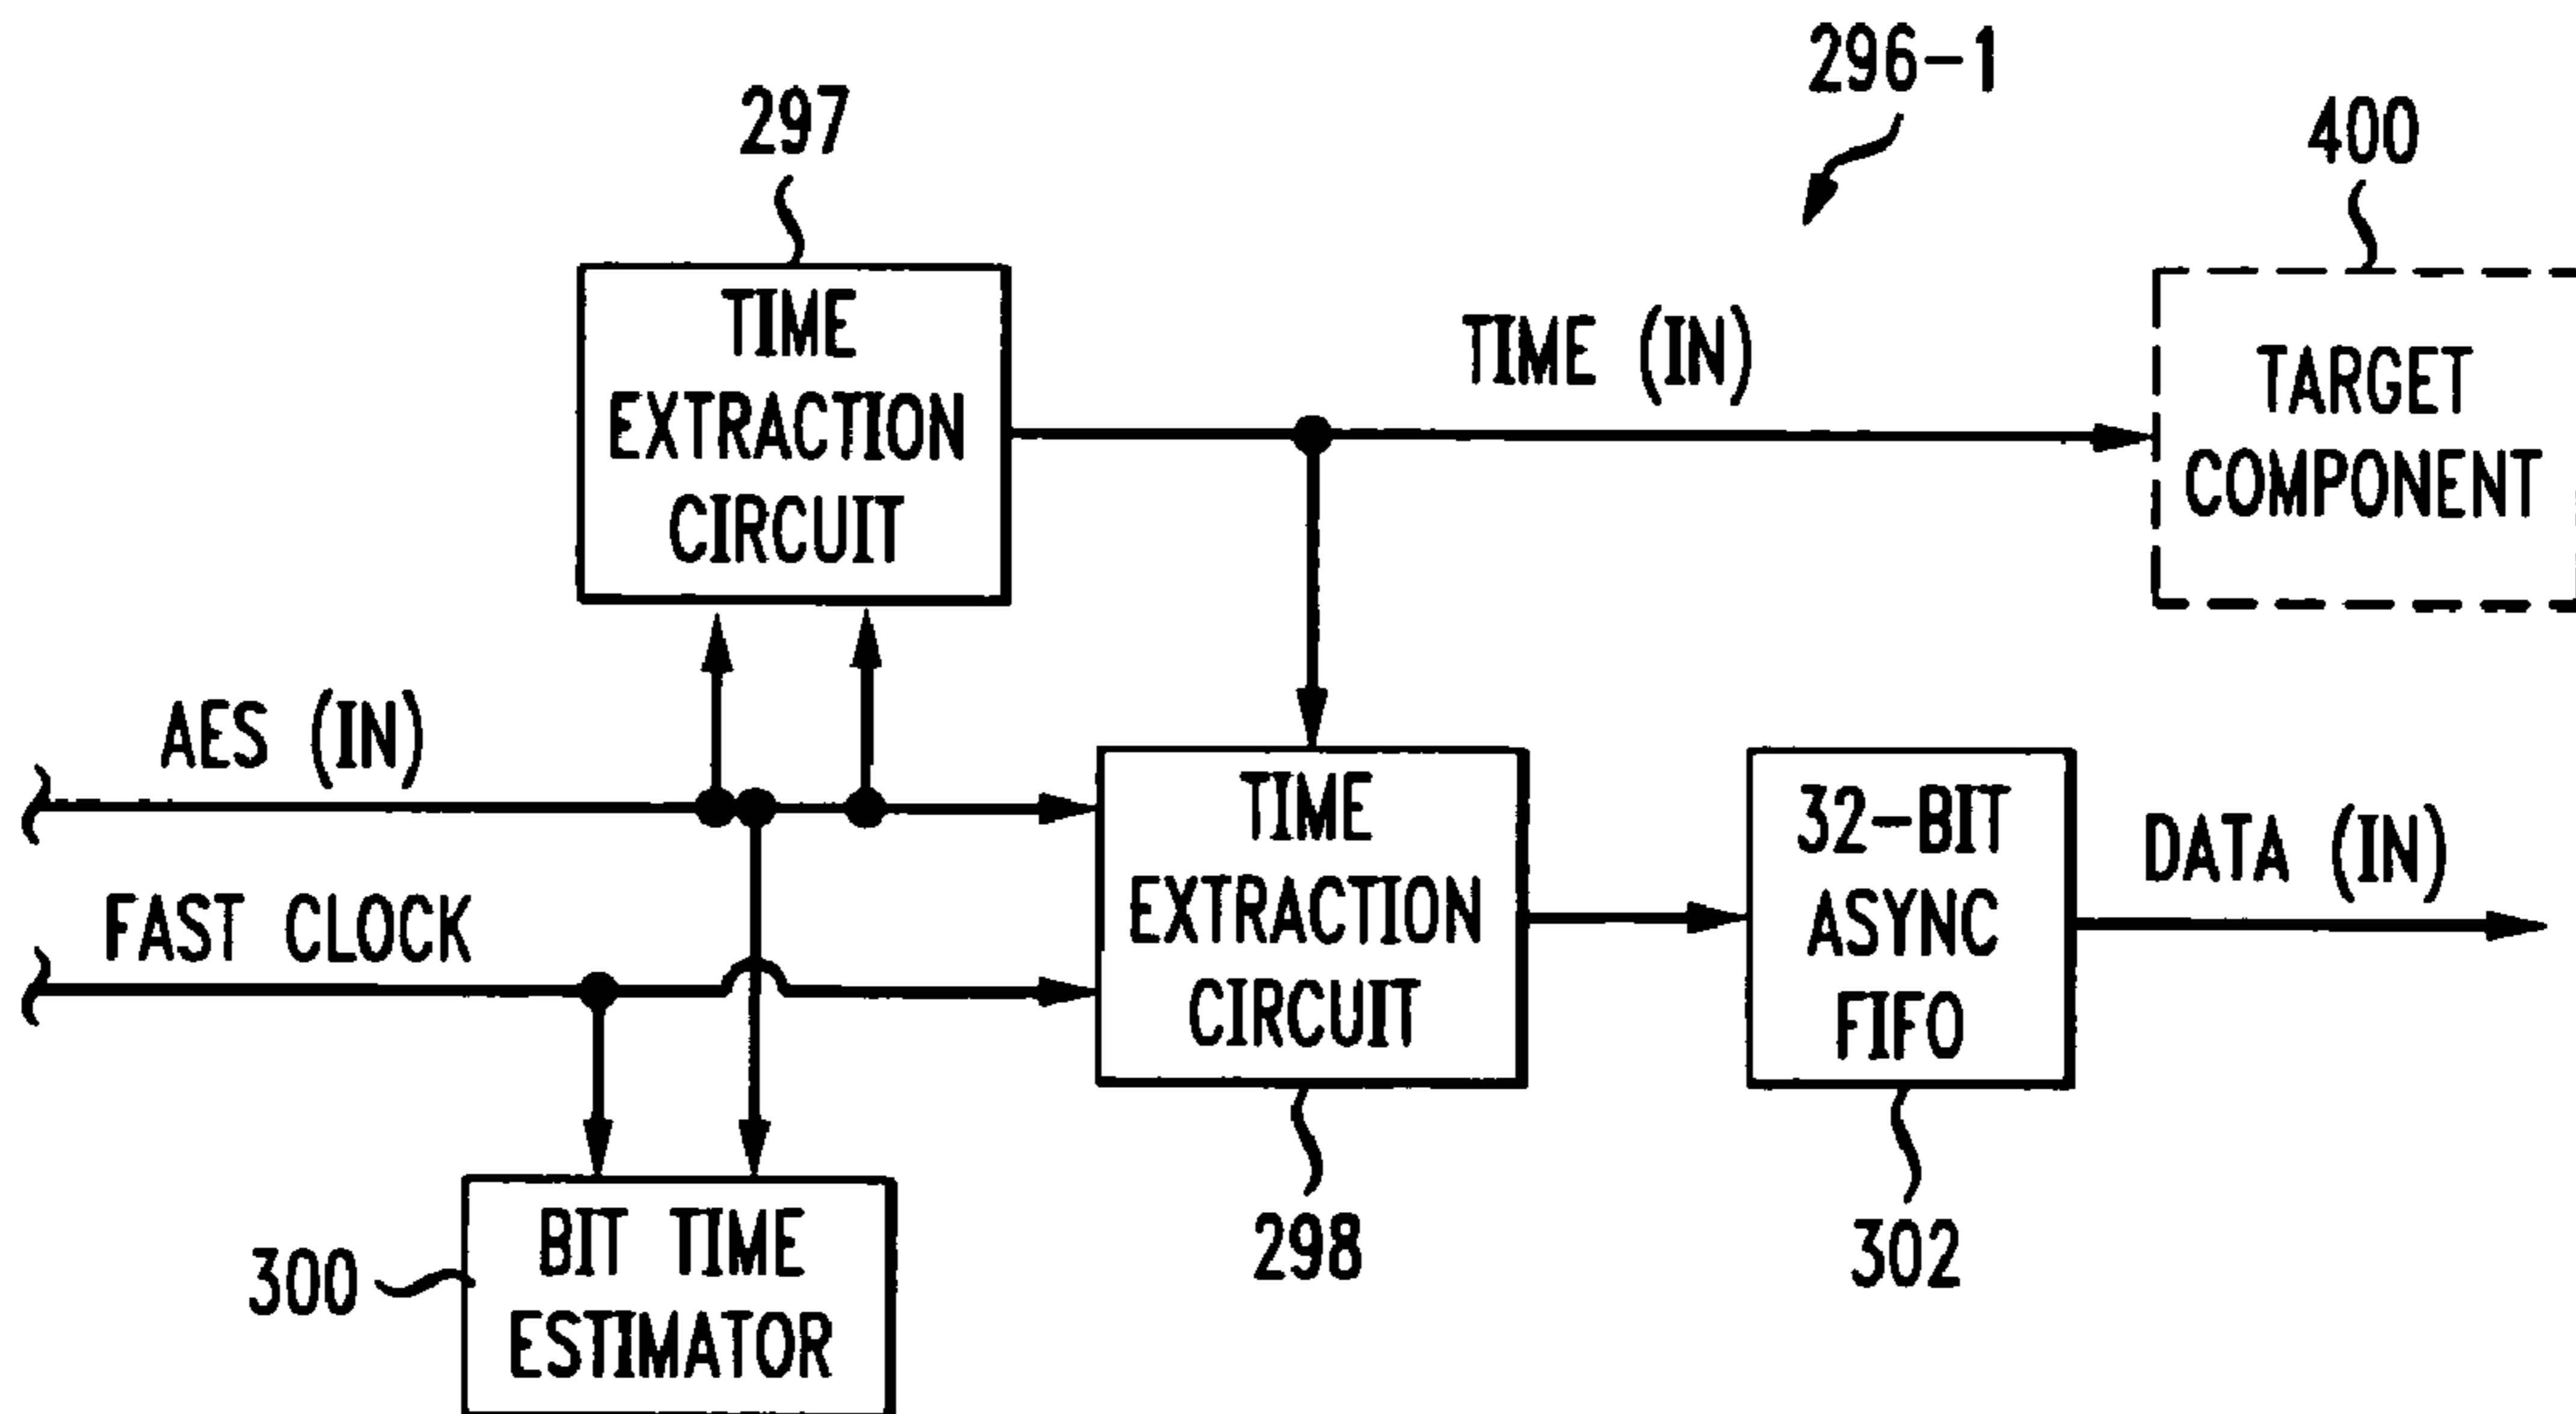 296-1
297
400
TIME
EXTRACTION
CIRCUIT
TIME (IN)
TARGET
COMPONENT
AES (IN)
FAST CLOCK
TIME
EXTRACTION
CIRCUIT
32-BIT
ASYNC
FIFO
DATA (IN)
298
302
300
BIT TIME
ESTIMATOR